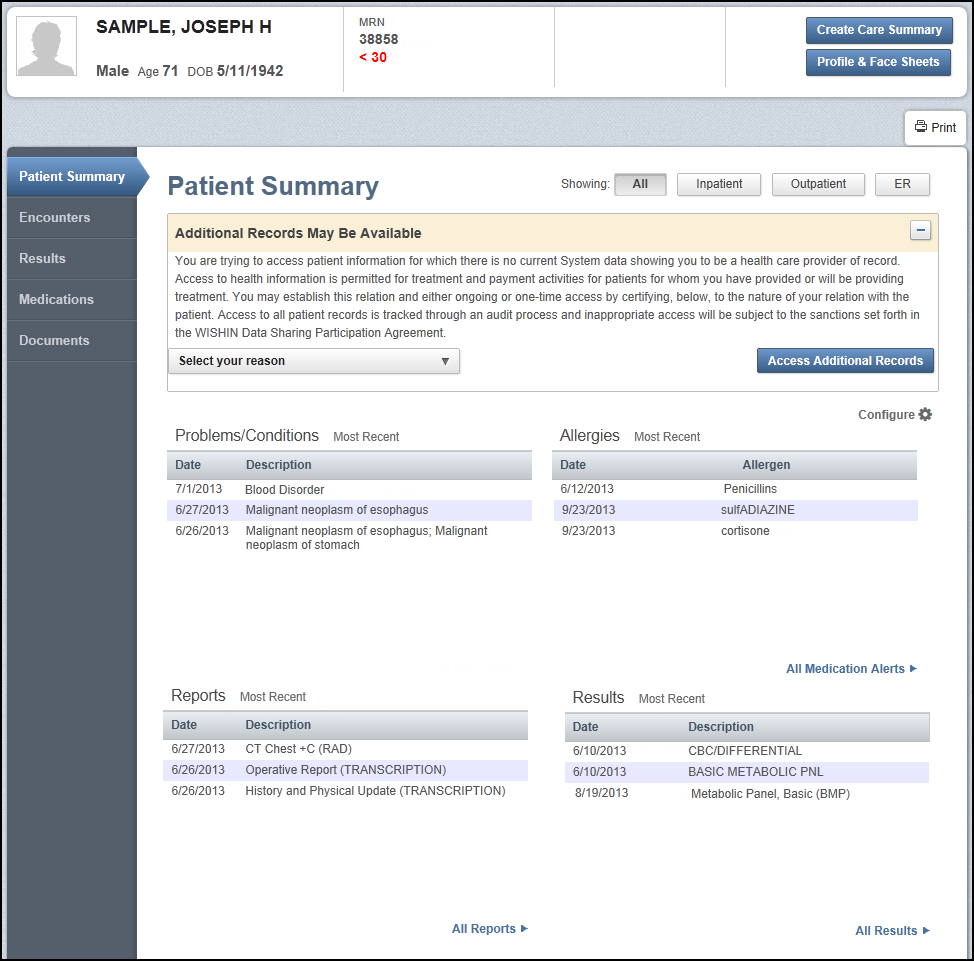 SAMPLE, JOSEPH H
Male Age 71 DOB 5/11/1942
MRN
38858
< 30
Create Care Summary
Profile & Face Sheets
Print
Patient Summary
Encounters
Results
Medications
Documents
Patient Summary
Showing: All Inpatient Outpatient ER
Additional Records May Be Available
You are trying to access patient information for which there is no current System data showing you to be a health care provider of record.
Access to health information is permitted for treatment and payment activities for patients for whom you have provided or will be providing
treatment. You may establish this relation and either ongoing or one-time access by certifying, below, to the nature of your relation with the
patient. Access to all patient records is tracked through an audit process and inappropriate access will be subject to the sanctions set forth in
the WISHIN Data Sharing Participation Agreement.
Select your reason
Access Additional Records
Configure
Problems/Conditions Most Recent
Date Description
7/1/2013 Blood Disorder
6/27/2013 Malignant neoplasm of esophagus
6/26/2013 Malignant neoplasm of esophagus; Malignant
neoplasm of stomach
Allergies Most Recent
Date Allergen
6/12/2013 Penicillins
9/23/2013 sulfADIAZINE
9/23/2013 cortisone
All Medication Alerts
Reports Most Recent
Date Description
6/27/2013 CT Chest +C (RAD)
6/26/2013 Operative Report (TRANSCRIPTION)
6/26/2013 History and Physical Update (TRANSCRIPTION)
All Reports
Results Most Recent
Date Description
6/10/2013 CBC/DIFFERENTIAL
6/10/2013 BASIC METABOLIC PNL
8/19/2013 Metabolic Panel, Basic (BMP)
All Results